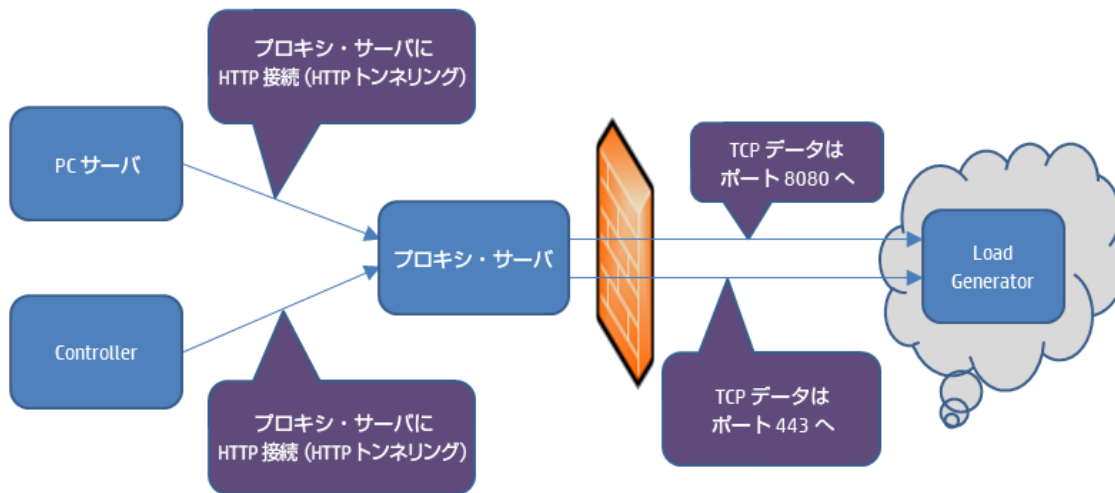 プロキシ・サーバに
HTTP 接続 (HTTP トンネリング)
PC サーバ
TCP データは
ポート 8080 へ
プロキシ・サーバ
Load
Generator
Controller
TCP データは
ポート 443 へ
プロキシ・サーバに
HTTP 接続 (HTTP トンネリング)